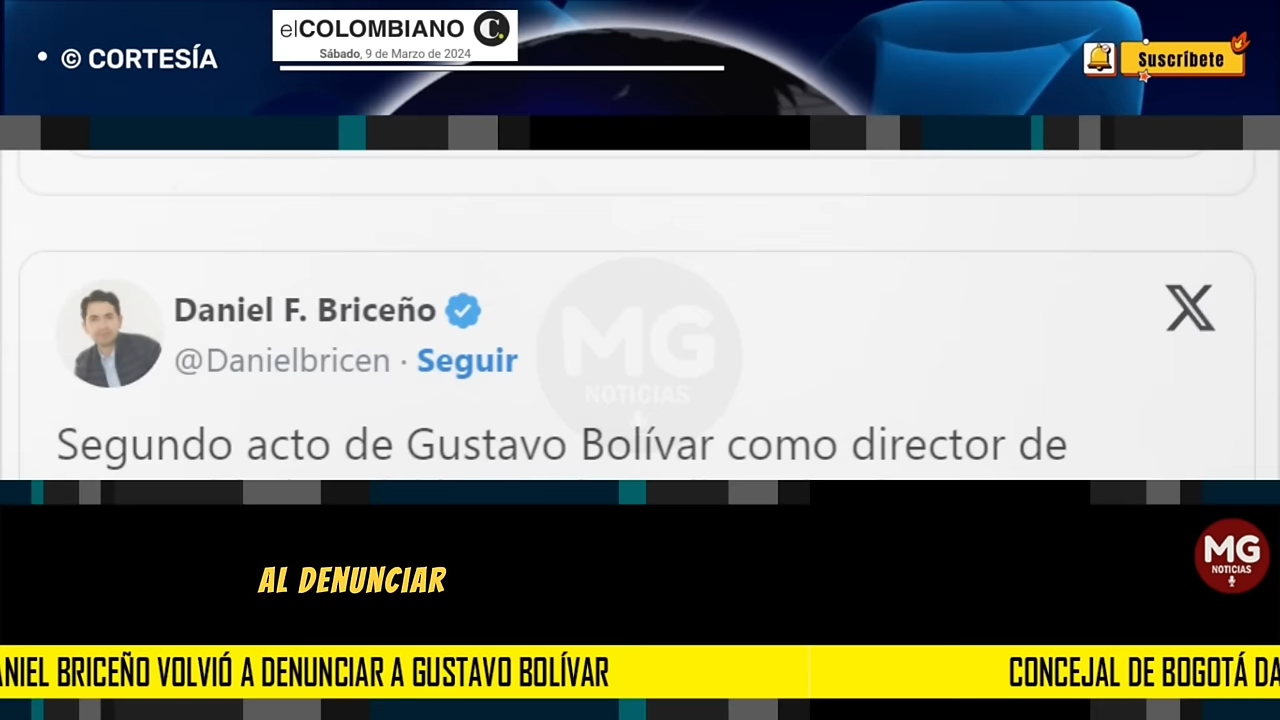 • © CORTESÍA
elCOLOMBIANO C.
Sábado, 9 de Marzo de 2024
Suscríbete
Daniel F. Briceño
@Danielbricen · Seguir
X
MG
NOTICIAS
Segundo acto de Gustavo Bolívar como director de
AL DENUNCIAR
MG
NOTICIAS
ANIEL BRICEÑO VOLVIÓ A DENUNCIAR A GUSTAVO BOLÍVAR
CONCEJAL DE BOGOTÁ DA